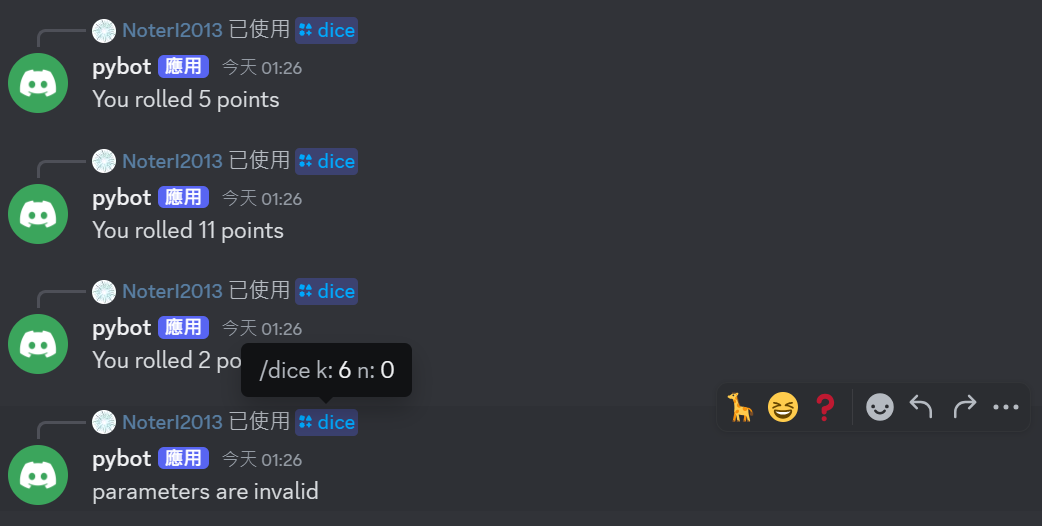 NoterI2013 已使用 dice
pybot 應用 今天 01:26
You rolled 5 points
NoterI2013 已使用 dice
pybot 應用 今天 01:26
You rolled 11 points
NoterI2013 已使用 dice
pybot 應用 今天 01:26
You rolled 2 po
/dice k: 6 n: 0
NoterI2013 已使用 dice
pybot 應用 今天 01:26
parameters are invalid